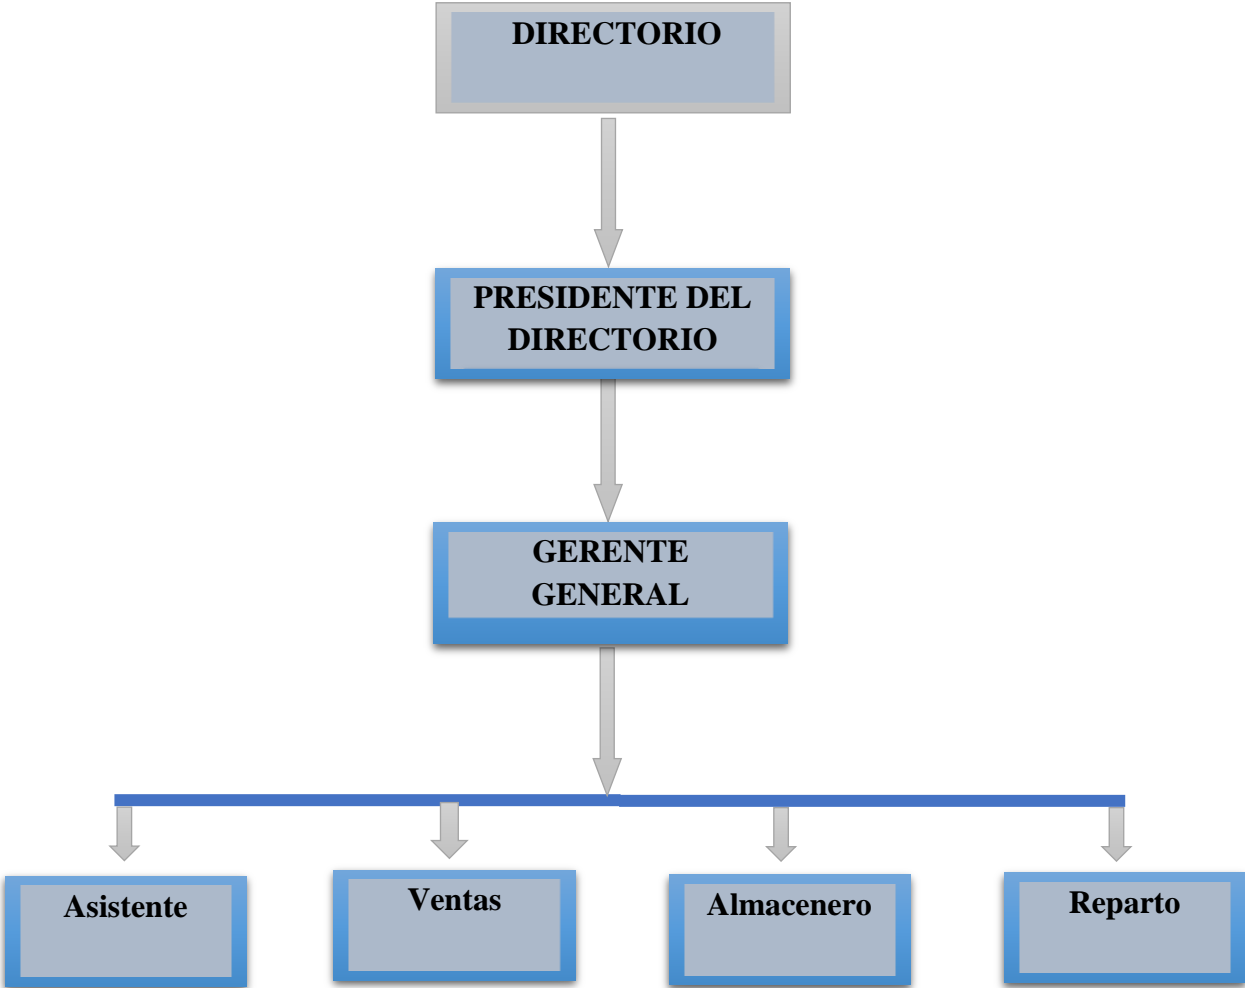 DIRECTORIO
PRESIDENTE DEL
DIRECTORIO
GERENTE
GENERAL
Asistente
Ventas
Almacenero
Reparto